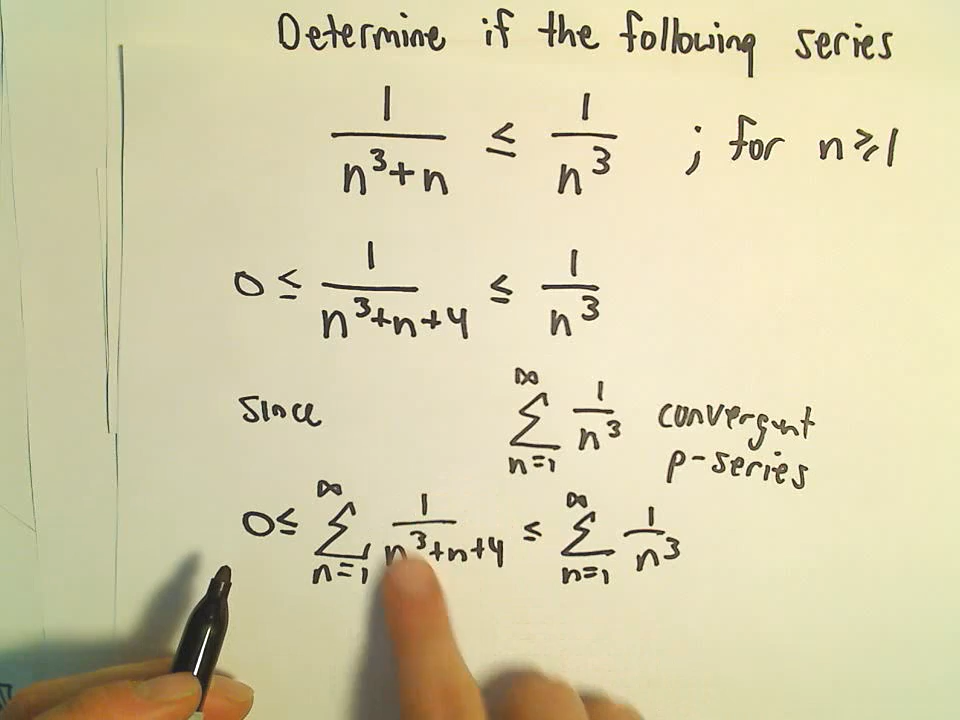 Determine if the following series
1/(n³+n) ≤ 1/n³ ; for n ≥ 1
0 ≤ 1/(n³+n+4) ≤ 1/n³
since ∞∑n=1 1/n³ convergunt
p-series
0 ≤ ∞∑n=1 1/(n³+n+4) ≤ ∞∑n=1 1/n³